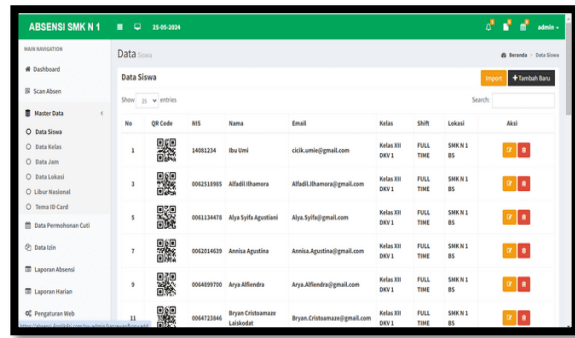 ABSENSI SMK N 1
25-05-2024
admin
MAIN NAVIGATION
Dashboard
Scan Absen
Master Data
Data Siswa
Data Kelas
Data Jam
Data Lokasi
Libur Nasional
Tema ID Card
Data Permohonan Cuti
Data Izin
Laporan Absensi
Laporan Harian
Pengaturan Web
Data Siswa
Beranda > Data Siswa
Data Siswa
Import
+Tambah Baru
Show 25 entries
Search:
No QR Code NIS Nama Email Kelas Shift Lokasi Aksi
1 14081234 Ibu Umi cicik.umie@gmail.com Kelas XII DKV 1 FULL TIME SMK N 1 BS
3 0062518985 Alfadil Ilhamora Alfadil.Ilhamora@gmail.com Kelas XII DKV 1 FULL TIME SMK N 1 BS
5 0061134478 Alya Syifa Agustiani Alya.Syifa@gmail.com Kelas XII DKV 1 FULL TIME SMK N 1 BS
7 0062014639 Annisa Agustina Annisa.Agustina@gmail.com Kelas XII DKV 1 FULL TIME SMK N 1 BS
9 0064699700 Arya Alfiendra Arya.Alfiendra@gmail.com Kelas XII DKV 1 FULL TIME SMK N 1 BS
11 0064723846 Bryan Cristoamaze Laiskodat Bryan.Cristoamaze@gmail.com Kelas XII DKV 1 FULL TIME SMK N 1 BS